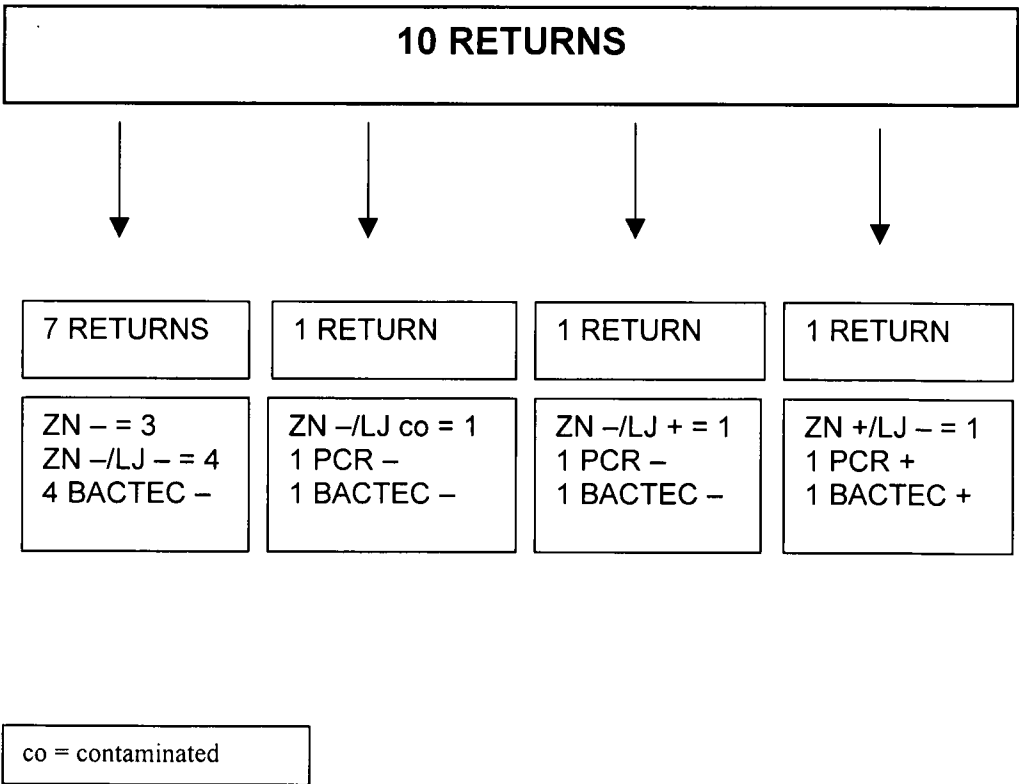 10 RETURNS
7 RETURNS
ZN – = 3
ZN –/LJ – = 4
4 BACTEC –
1 RETURN
ZN –/LJ co = 1
1 PCR –
1 BACTEC –
1 RETURN
ZN –/LJ + = 1
1 PCR –
1 BACTEC –
1 RETURN
ZN +/LJ – = 1
1 PCR +
1 BACTEC +
co = contaminated